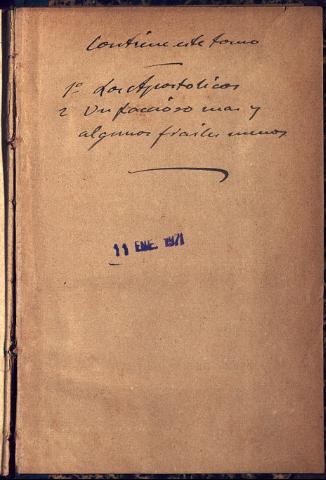 Contiene este tomo
1º Los Apostolicos
2 Un faccioso mas y
algunos frailes menos
11 ENE. 1971